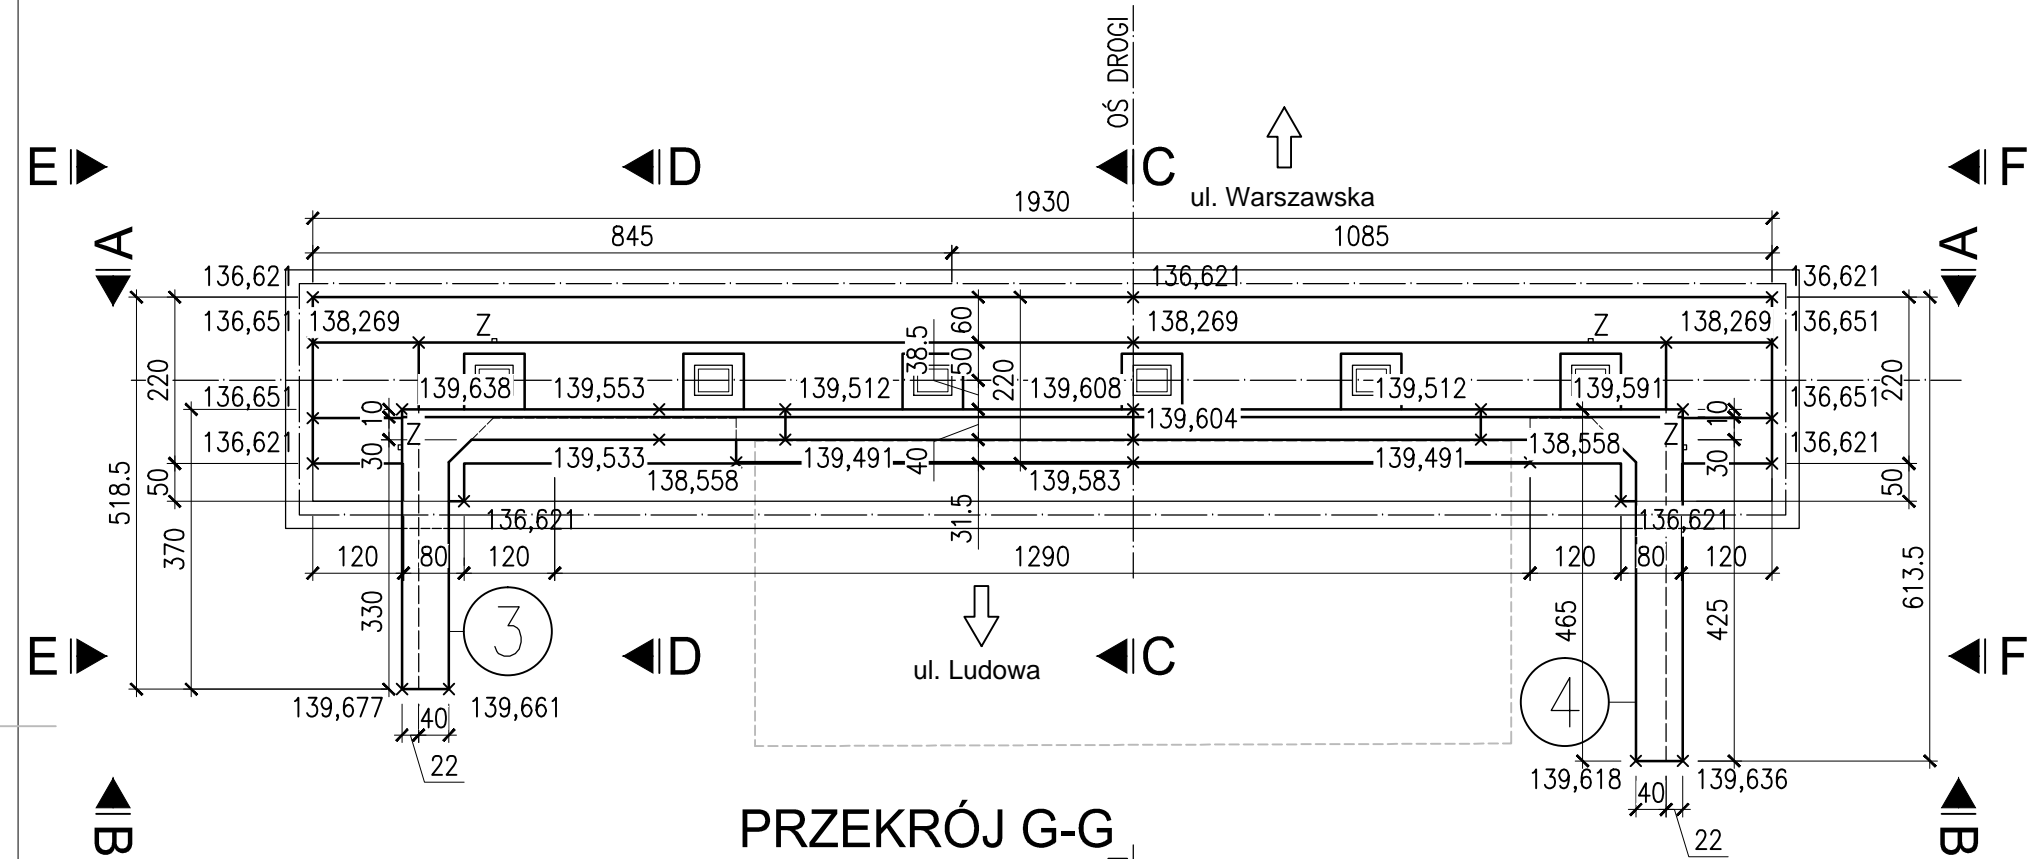 OŚ DROGI
E D C F
ul. Warszawska
1930
A 845 1085 A
136,621 136,621 136,621
136,651 138,269 Z 138,269 Z 138,269 136,651
60
38.5
50
220 220 220
139,638 139,553 139,512 139,608 139,512 139,591
136,651 136,651
10 10
139,604
Z Z
136,621 138,558 136,621
30 139,533 139,491 40 139,491 30
138,558 139,583
50 50
518.5 136,621 31.5 136,621
120 80 120 1290 120 80 120
370 613.5
330 3 465 425
E D C F
ul. Ludowa
4
139,677 40 139,661
22
139,618 40 139,636
22
B PRZEKRÓJ G-G B